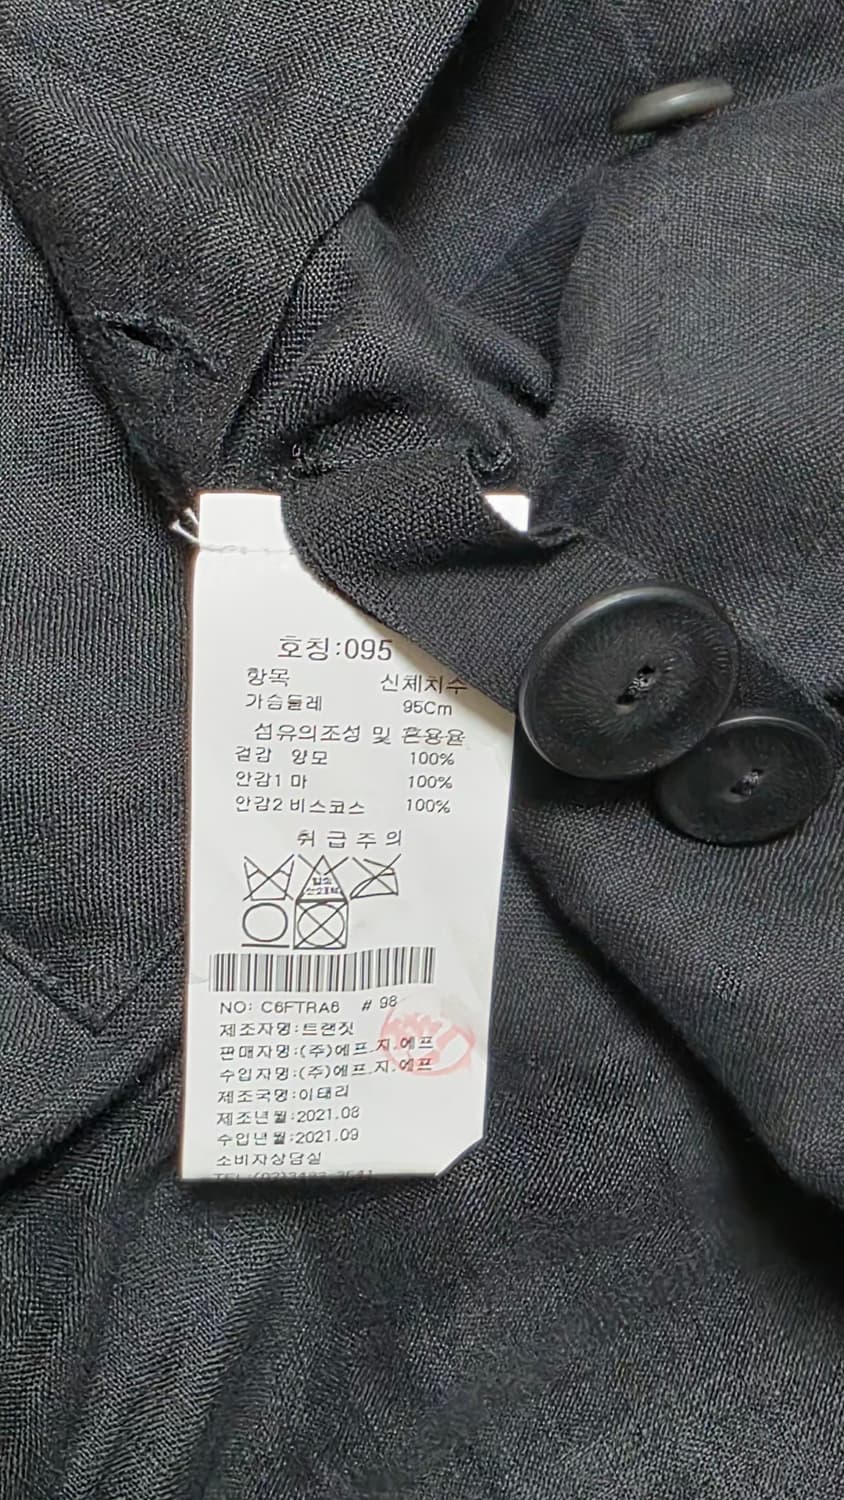 호칭:095
항목 신체치수
가슴둘레 95Cm
섬유의조성 및 혼용율
겉감 양모 100%
안감1 마 100%
안감2 비스코스 100%
취급주의
NO: C6FTRA6 # 98
제조자명:트랜짓
판매자명:(주)에프.지.에프
수입자명:(주)에프.지.에프
제조국명:이태리
제조년월:2021.08
수입년월:2021.09
소비자상담실